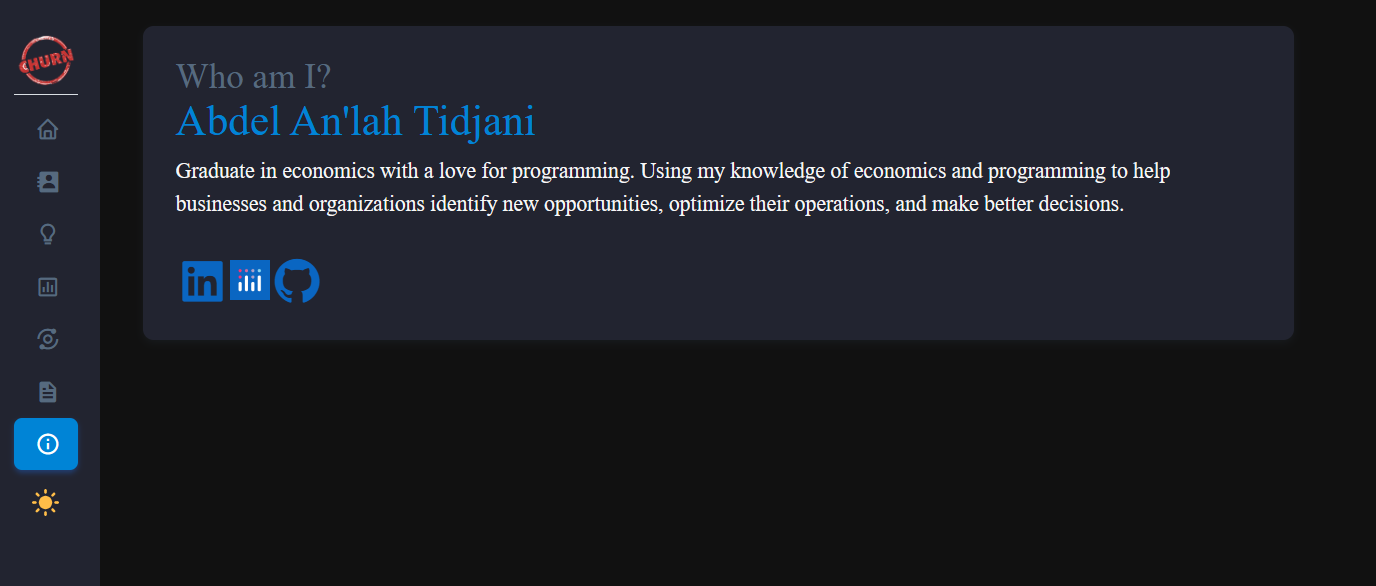 CHURN
Who am I?
Abdel An'lah Tidjani
Graduate in economics with a love for programming. Using my knowledge of economics and programming to help
businesses and organizations identify new opportunities, optimize their operations, and make better decisions.
in